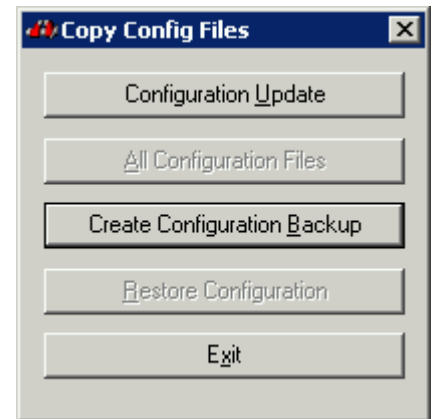 Copy Config Files
Configuration Update
All Configuration Files
Create Configuration Backup
Restore Configuration
Exit